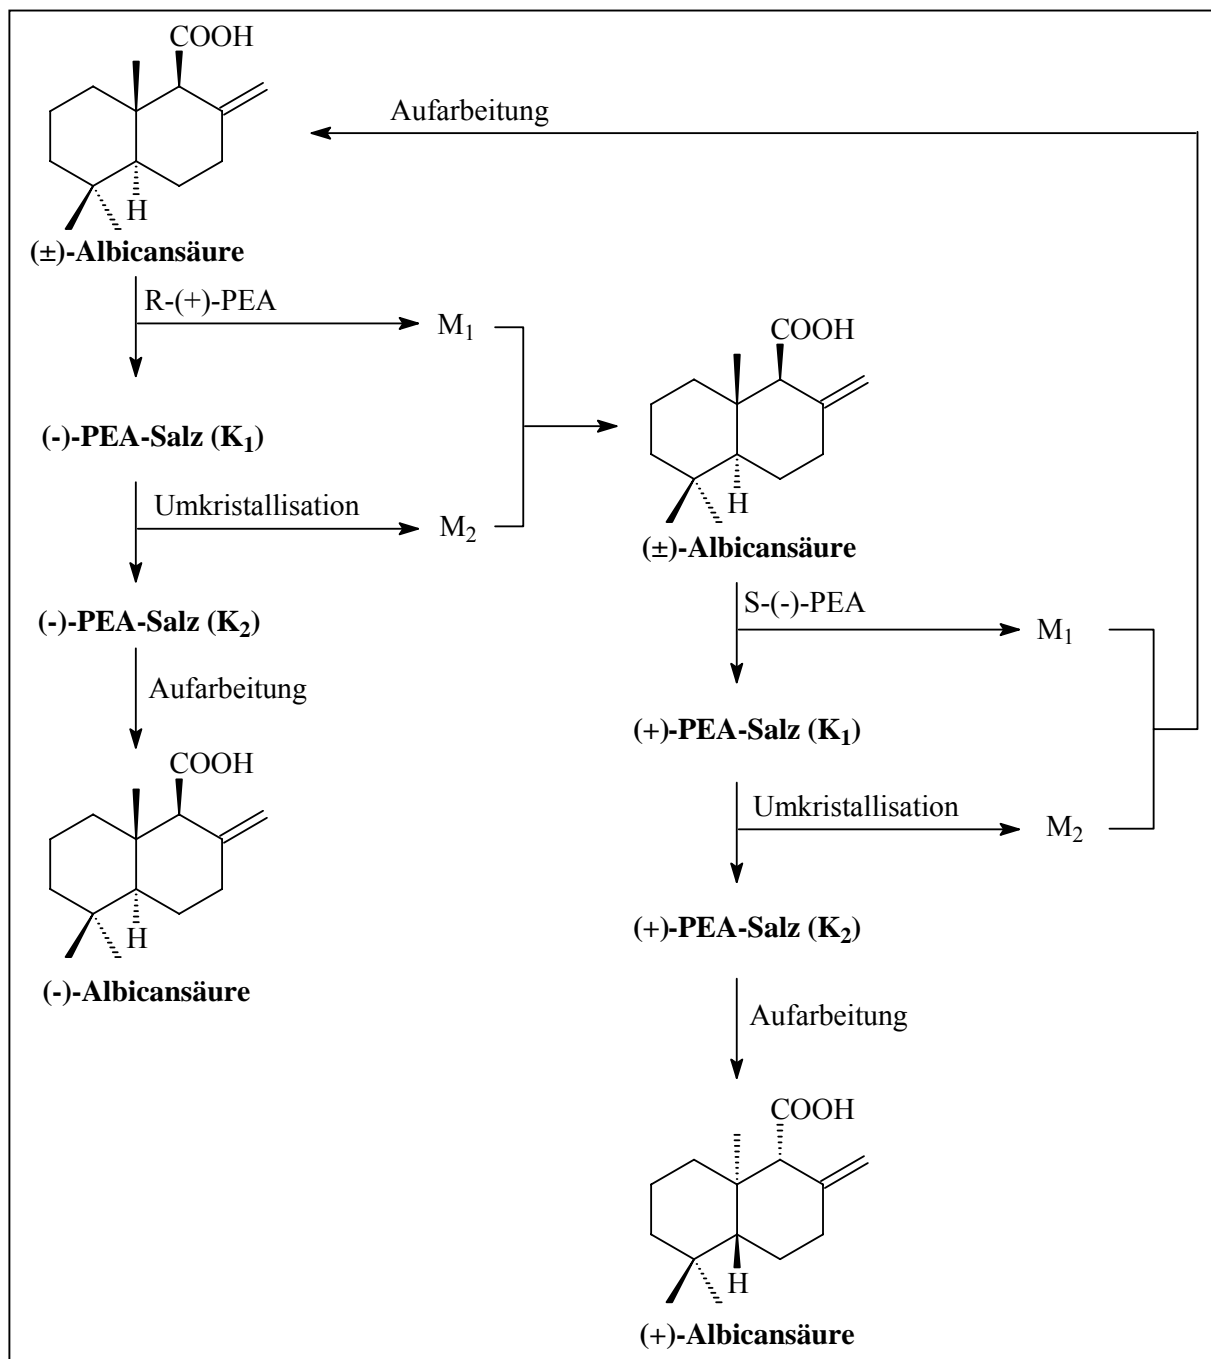 COOH
H
(±)-Albicansäure
Aufarbeitung
R-(+)-PEA
M1
(-)-PEA-Salz (K1)
Umkristallisation
M2
(-)-PEA-Salz (K2)
Aufarbeitung
COOH
H
(-)-Albicansäure
COOH
H
(±)-Albicansäure
S-(-)-PEA
M1
(+)-PEA-Salz (K1)
Umkristallisation
M2
(+)-PEA-Salz (K2)
Aufarbeitung
COOH
H
(+)-Albicansäure